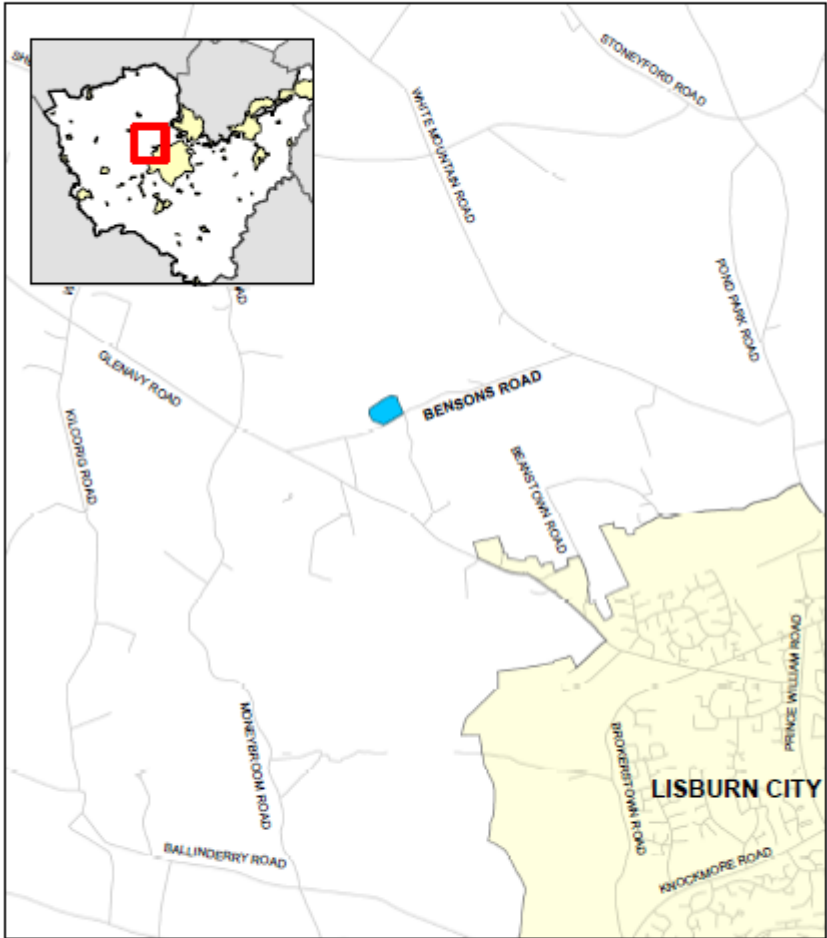 STONEYFORD ROAD
WHITE MOUNTAIN ROAD
POND PARK ROAD
GLENAVY ROAD
BENSONS ROAD
KILCORIG ROAD
BEANSTOWN ROAD
PRINCE WILLIAM ROAD
MONEYBROOM ROAD
BROKERSTOWN ROAD
LISBURN CITY
BALLINDERRY ROAD
KNOCKMORE ROAD